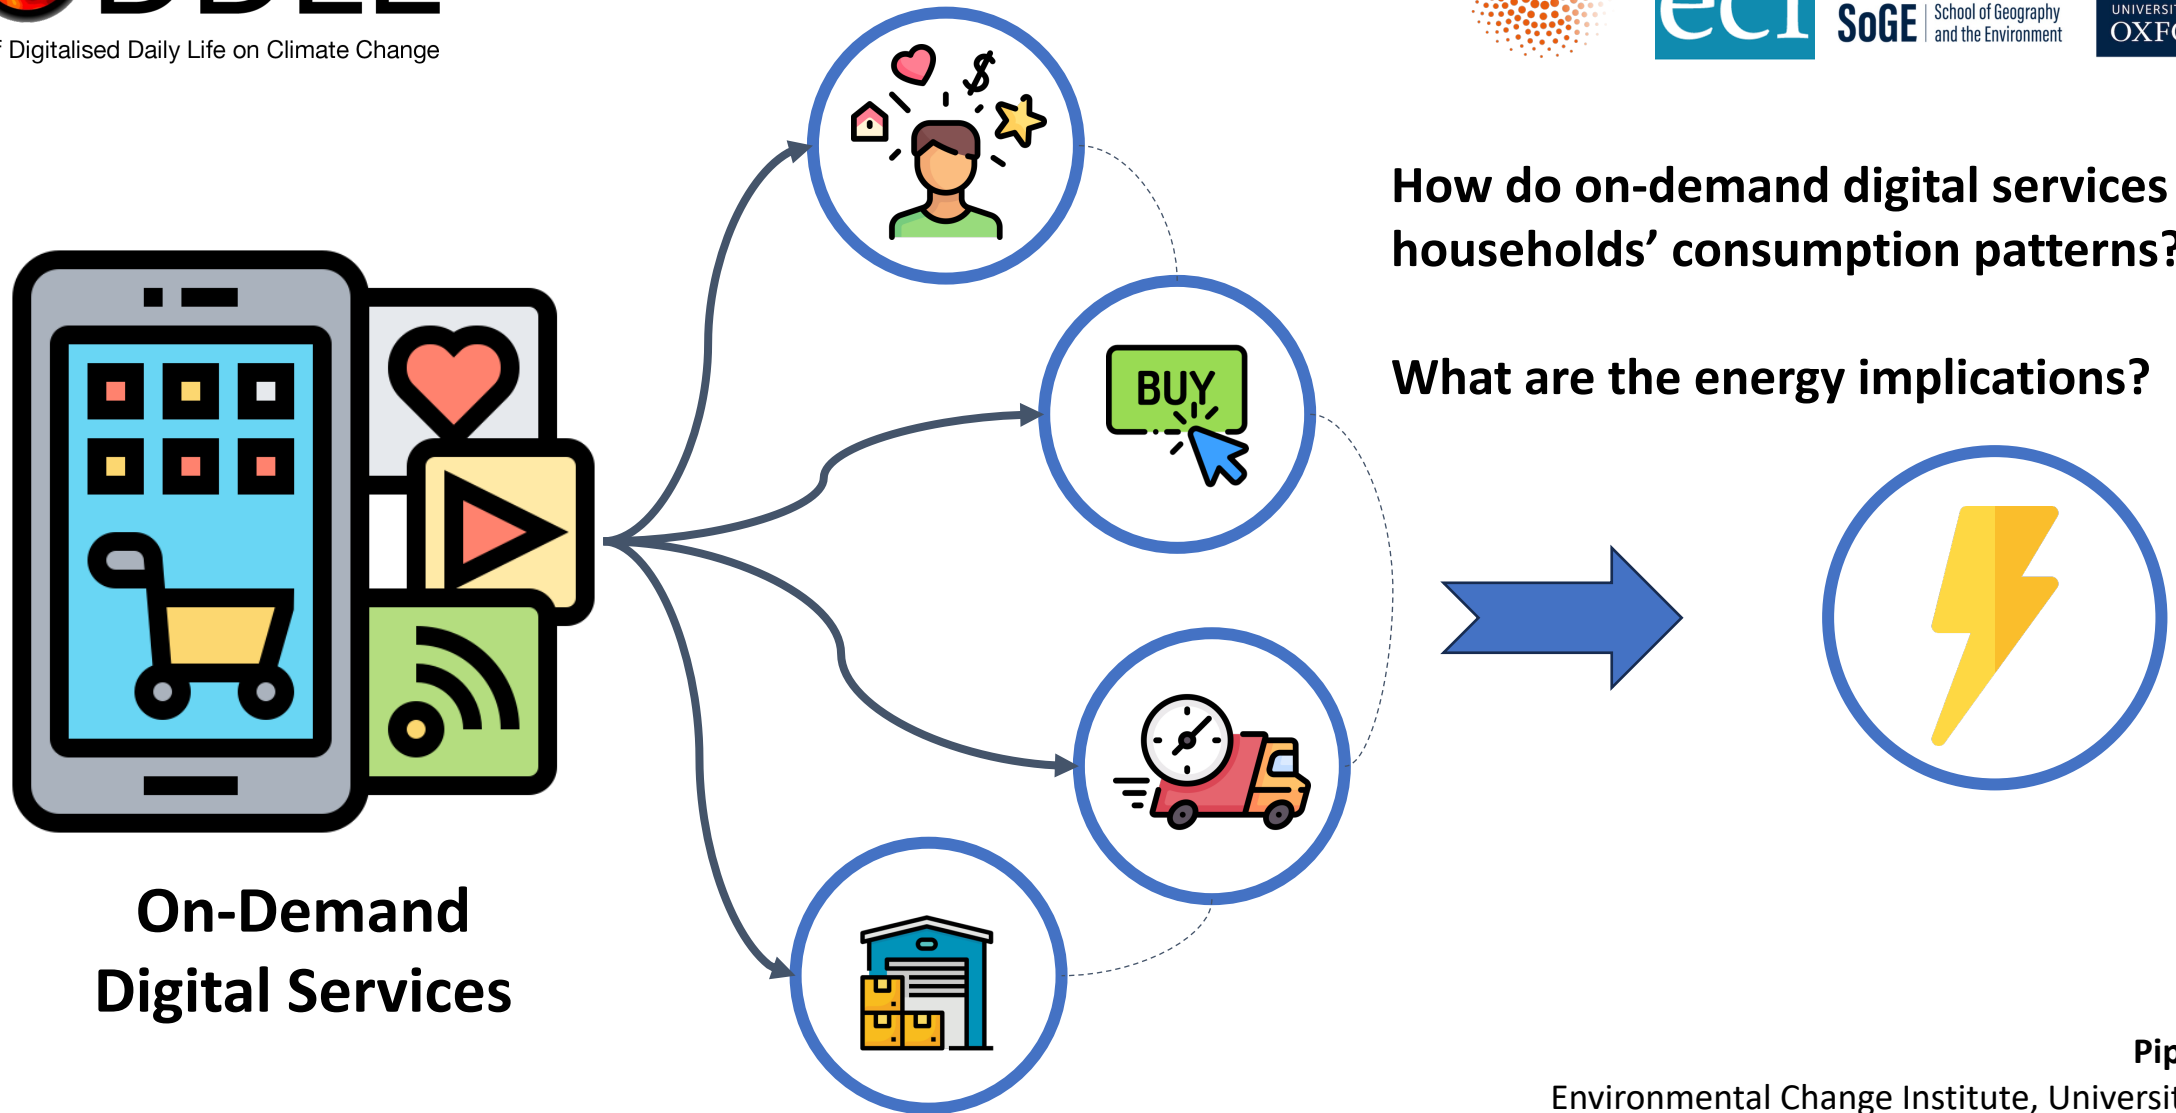 Digitalised Daily Life on Climate Change
eci
SoGE
School of Geography
and the Environment
$
How do on-demand digital services
households’ consumption patterns?
What are the energy implications?
BUY
On-Demand
Digital Services
Environmental Change Institute,